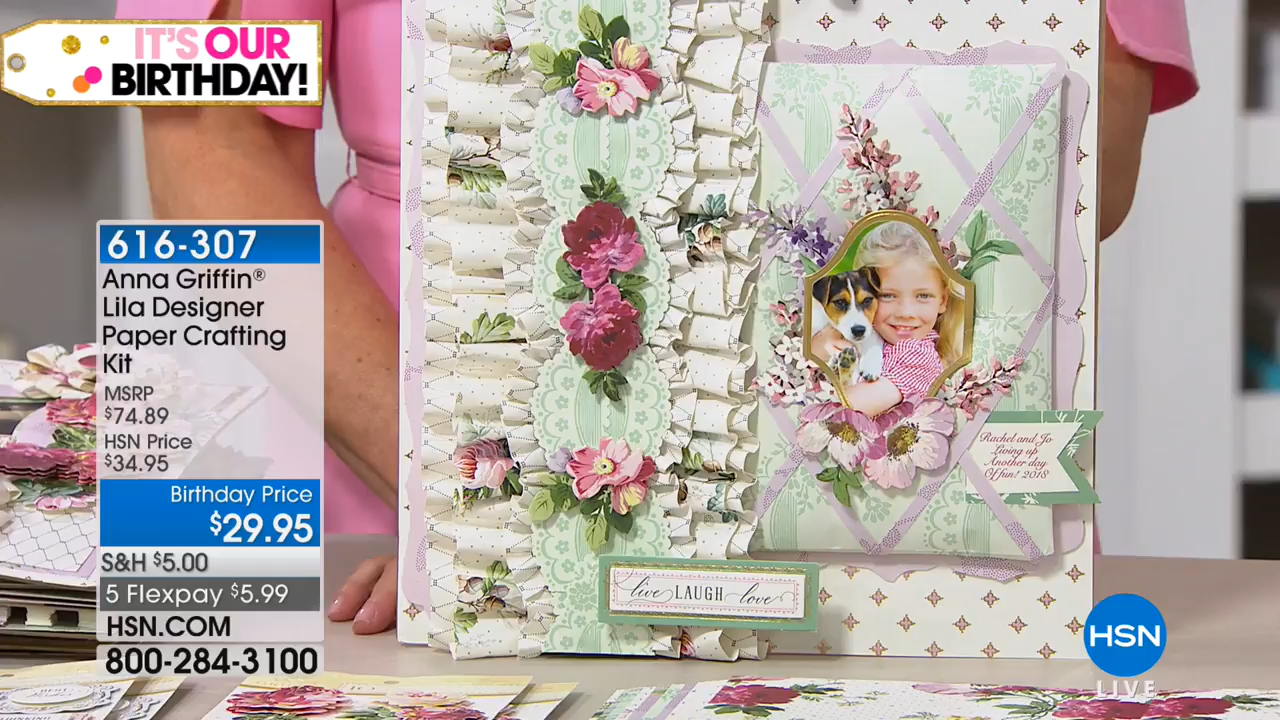 IT'S OUR
BIRTHDAY!
616-307
Anna Griffin®
Lila Designer
Paper Crafting
Kit
MSRP
$74.89
HSN Price
$34.95
Birthday Price
$29.95
S&H $5.00
5 Flexpay $5.99
HSN.COM
800-284-3100
Rachel and Jo
Living up
Another day
Of fun! 2018
live LAUGH love
HSN
LIVE